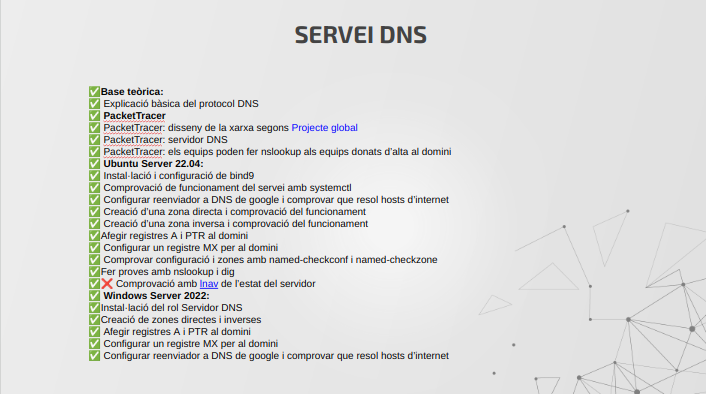 SERVEI DNS
✅Base teòrica:
✅ Explicació bàsica del protocol DNS
✅ PacketTracer
✅ PacketTracer: disseny de la xarxa segons Projecte global
✅ PacketTracer: servidor DNS
✅ PacketTracer: els equips poden fer nslookup als equips donats d'alta al domini
✅ Ubuntu Server 22.04:
✅ Instal·lació i configuració de bind9
✅ Comprovació de funcionament del servei amb systemctl
✅ Configurar reenviador a DNS de google i comprovar que resol hosts d'internet
✅ Creació d'una zona directa i comprovació del funcionament
✅ Creació d'una zona inversa i comprovació del funcionament
✅Afegir registres A i PTR al domini
✅ Configurar un registre MX per al domini
✅ Comprovar configuració i zones amb named-checkconf i named-checkzone
✅Fer proves amb nslookup i dig
✅❌ Comprovació amb lnav de l'estat del servidor
✅ Windows Server 2022:
✅Instal·lació del rol Servidor DNS
✅Creació de zones directes i inverses
✅ Afegir registres A i PTR al domini
✅ Configurar un registre MX per al domini
✅ Configurar reenviador a DNS de google i comprovar que resol hosts d'internet